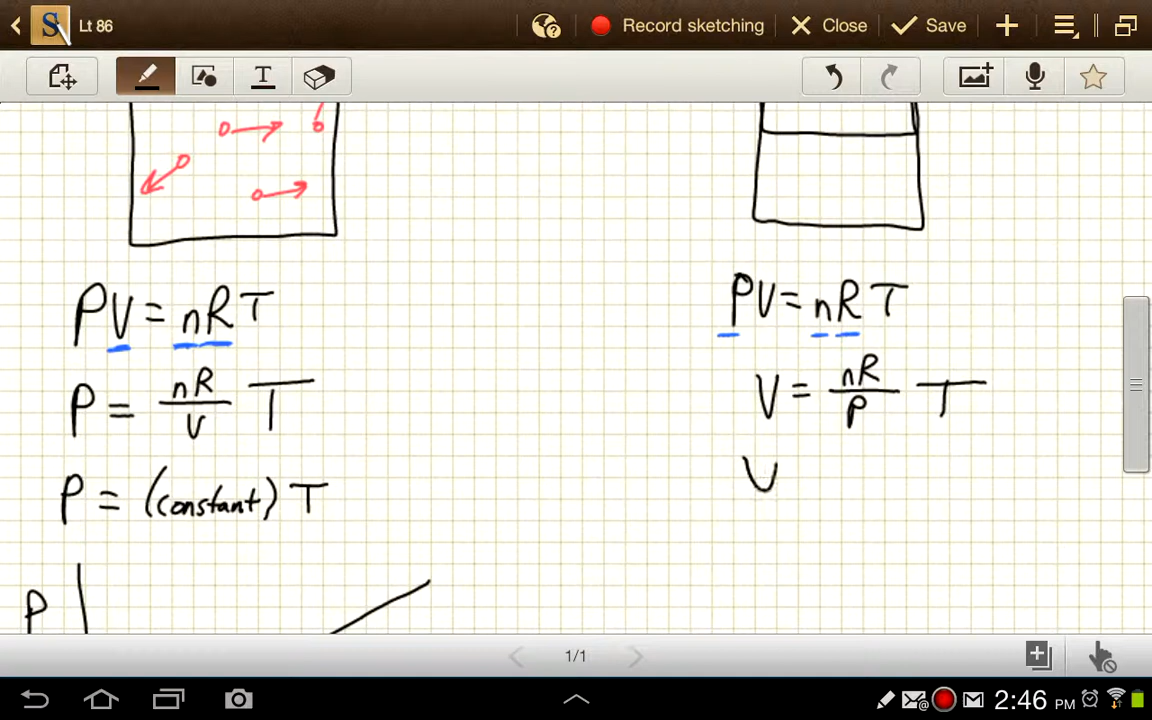 S Lt 86 Record sketching Close Save
T
PV = nRT
P = nR/V T
P = (constant) T
P
PV = nRT
V = nR/P T
V
1/1
2:46 PM